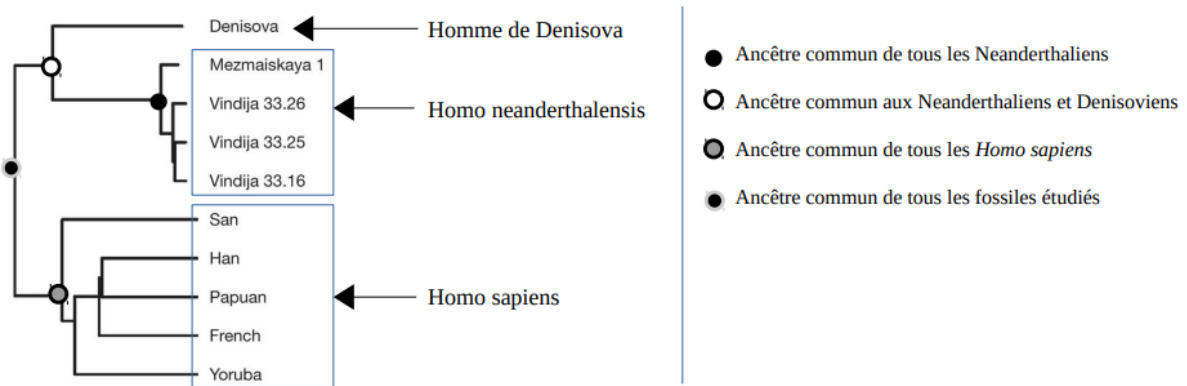 Denisova
Homme de Denisova
Mezmaiskaya 1
Vindija 33.26
Homo neanderthalensis
Vindija 33.25
Vindija 33.16
San
Han
Papuan
Homo sapiens
French
Yoruba
Ancêtre commun de tous les Neanderthaliens
Ancêtre commun aux Neanderthaliens et Denisoviens
Ancêtre commun de tous les Homo sapiens
Ancêtre commun de tous les fossiles étudiés